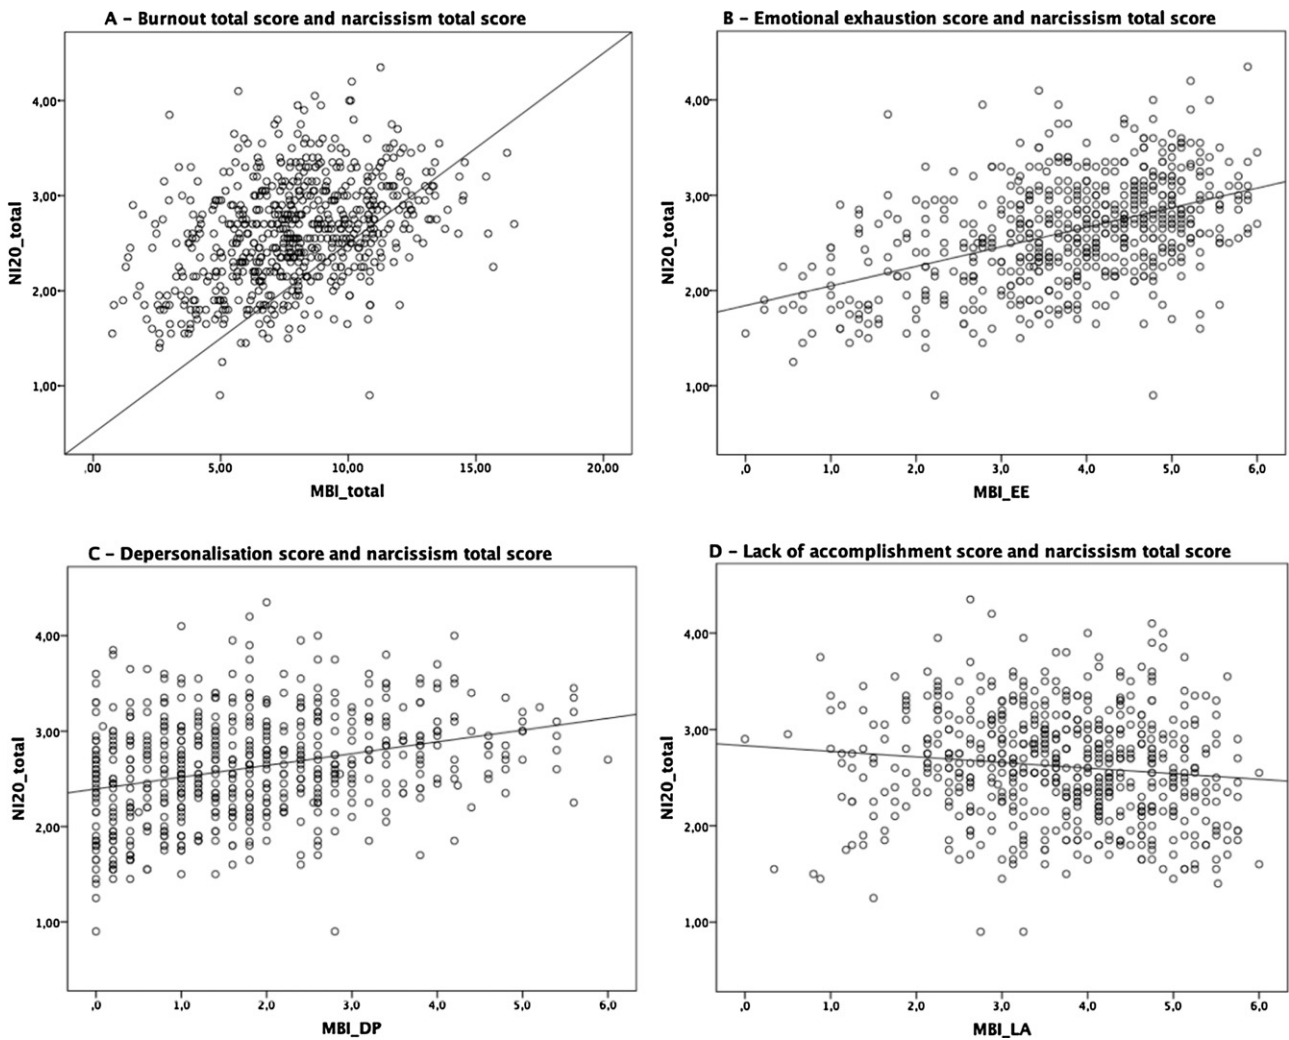 A – Burnout total score and narcissism total score
NI20_total
4,00
3,00
2,00
1,00
,00 5,00 10,00 15,00 20,00
MBI_total
B – Emotional exhaustion score and narcissism total score
NI20_total
4,00
3,00
2,00
1,00
,0 1,0 2,0 3,0 4,0 5,0 6,0
MBI_EE
C – Depersonalisation score and narcissism total score
NI20_total
4,00
3,00
2,00
1,00
,0 1,0 2,0 3,0 4,0 5,0 6,0
MBI_DP
D – Lack of accomplishment score and narcissism total score
NI20_total
4,00
3,00
2,00
1,00
,0 1,0 2,0 3,0 4,0 5,0 6,0
MBI_LA